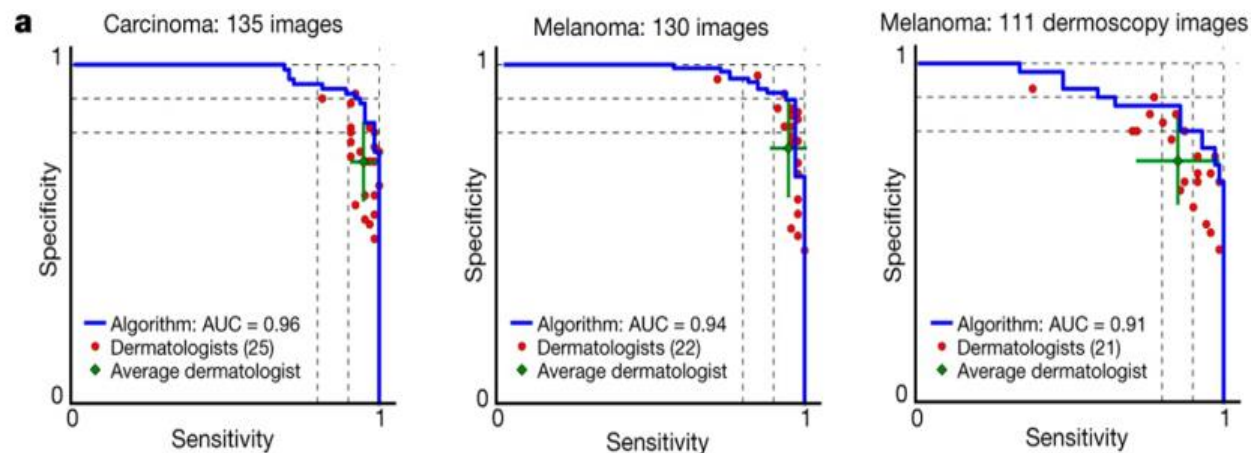 a
Carcinoma: 135 images
1
Specificity
Algorithm: AUC = 0.96
Dermatologists (25)
Average dermatologist
0
0
1
Sensitivity
Melanoma: 130 images
1
Specificity
Algorithm: AUC = 0.94
Dermatologists (22)
Average dermatologist
0
0
1
Sensitivity
Melanoma: 111 dermoscopy images
1
Specificity
Algorithm: AUC = 0.91
Dermatologists (21)
Average dermatologist
0
0
1
Sensitivity